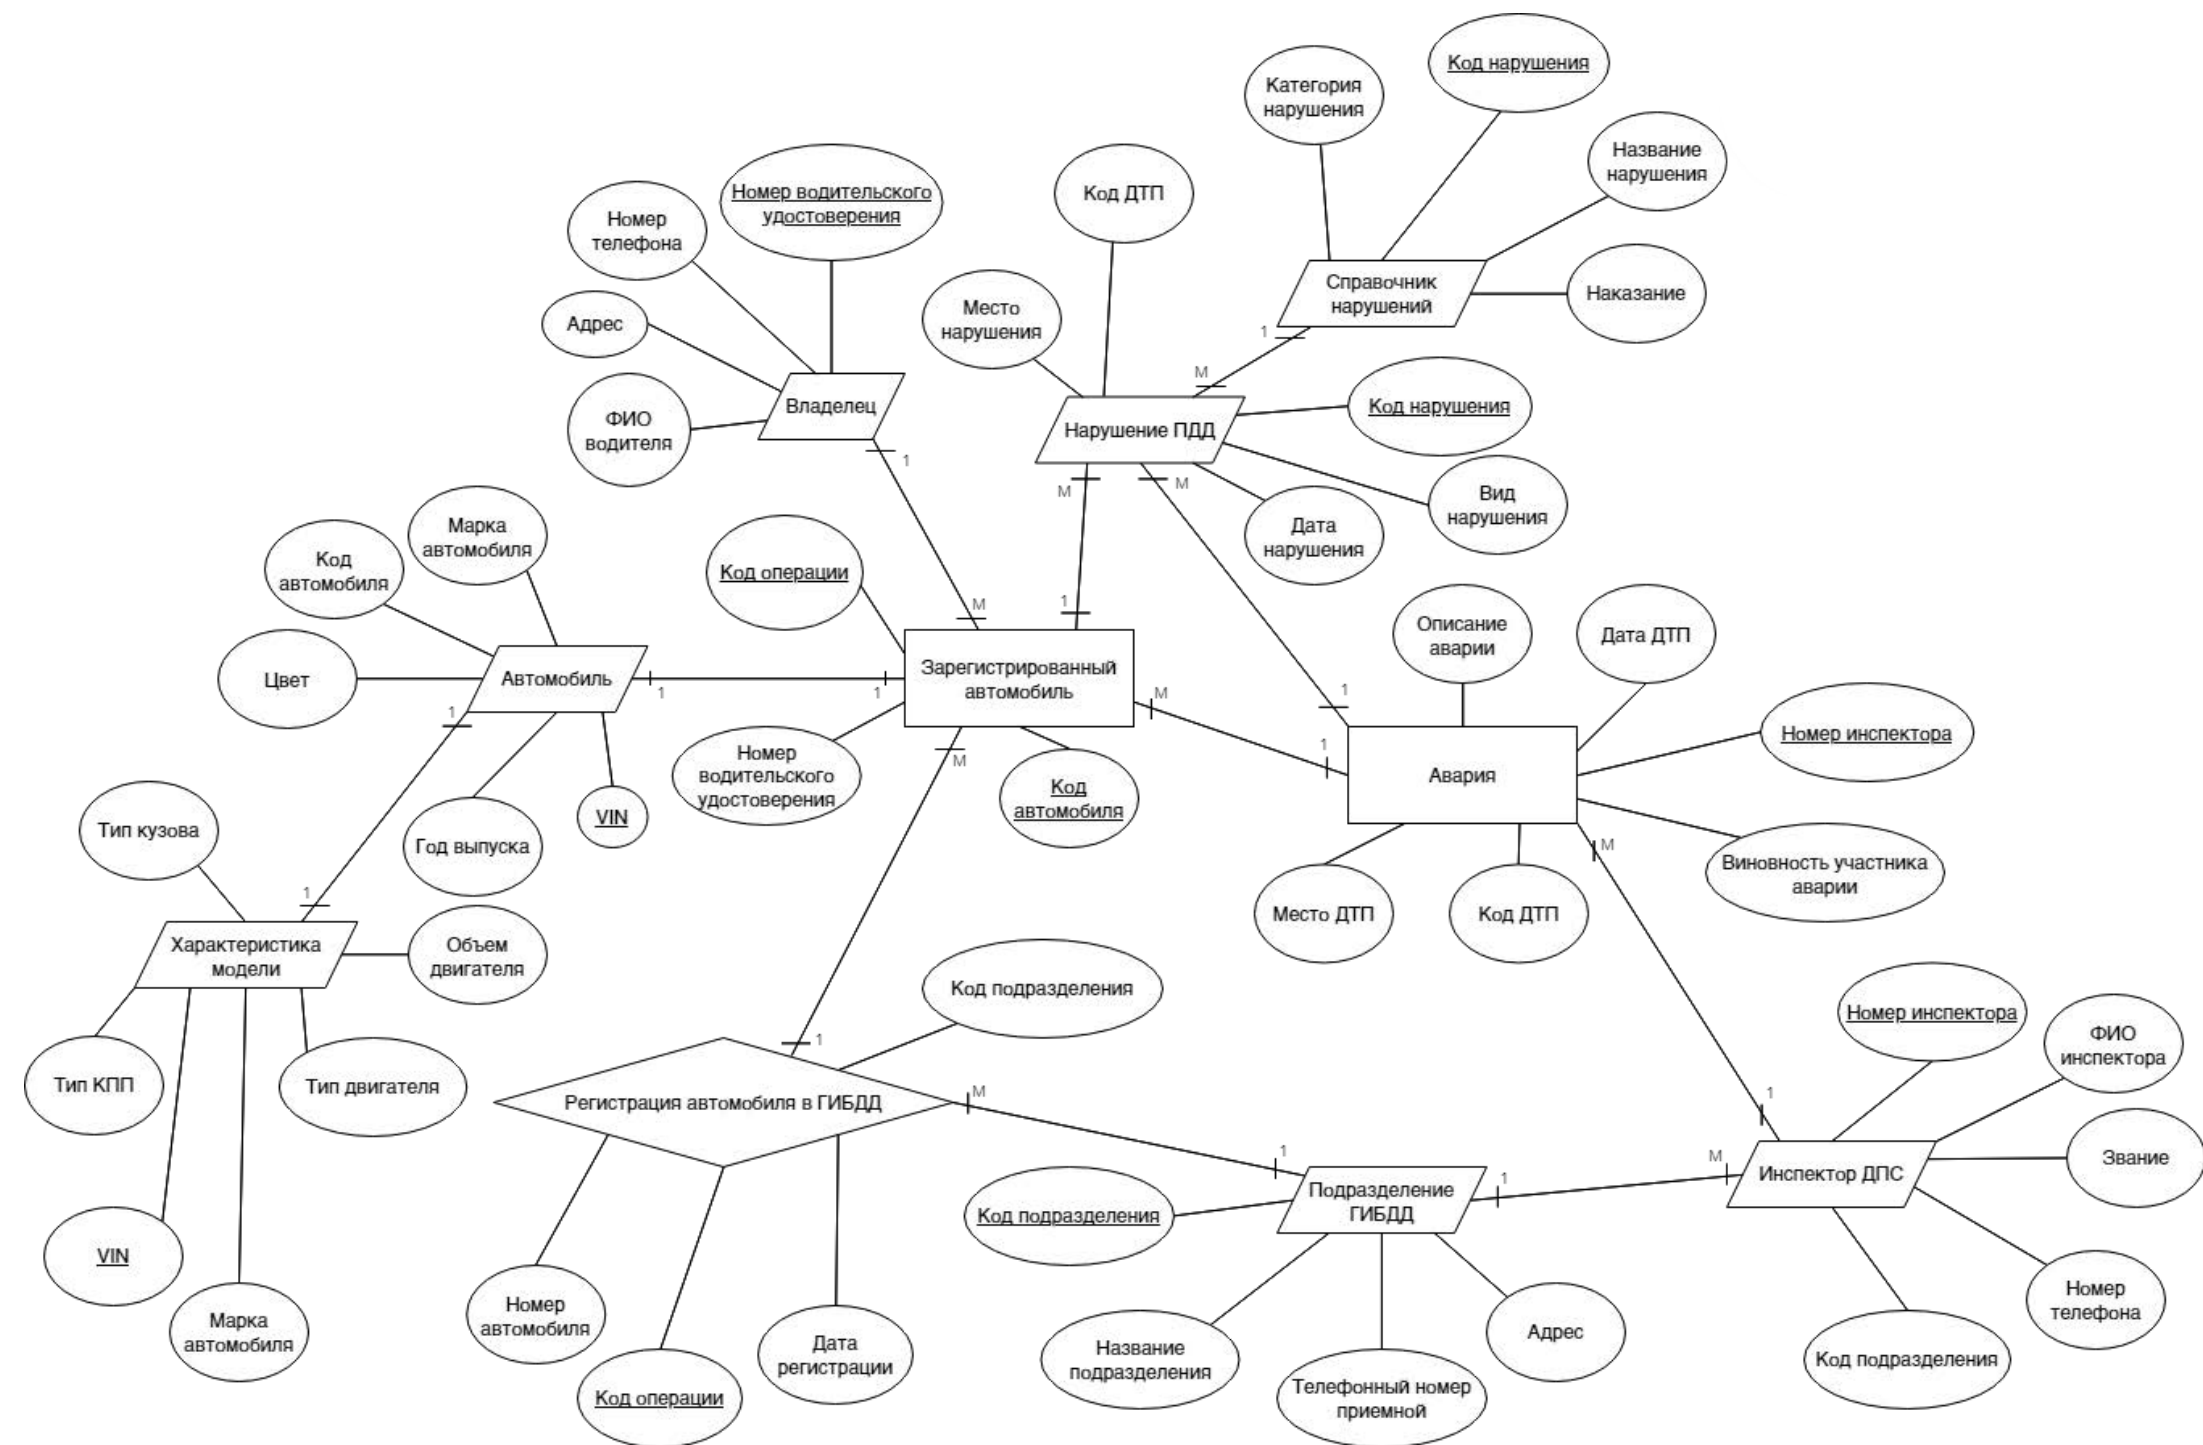 Код нарушения
Категория
нарушения
Название
нарушения
Номер водительского
удостоверения
Код ДТП
Номер
телефона
Справочник
нарушений
Наказание
Место
нарушения
Адрес
1
М
Владелец
ФИО
водителя
Нарушение ПДД
Код нарушения
1
М
М
Вид
нарушения
Дата
нарушения
Марка
автомобиля
Код
автомобиля
Код операции
М
1
Описание
аварии
Дата ДТП
Цвет
Автомобиль
1
1
Зарегистрированный
автомобиль
М
1
1
Номер инспектора
1
Номер
водительского
удостоверения
М
Код
автомобиля
1
Авария
VIN
Год выпуска
Тип кузова
М
Виновность участника
аварии
1
Место ДТП
Код ДТП
Характеристика
модели
Объем
двигателя
Код подразделения
Номер инспектора
ФИО
инспектора
1
Тип КПП
Тип двигателя
Регистрация автомобиля в ГИБДД
М
1
1
М
Звание
Инспектор ДПС
Подразделение
ГИБДД
1
Код подразделения
VIN
Марка
автомобиля
Номер
автомобиля
Код операции
Дата
регистрации
Название
подразделения
Телефонный номер
приемной
Адрес
Номер
телефона
Код подразделения